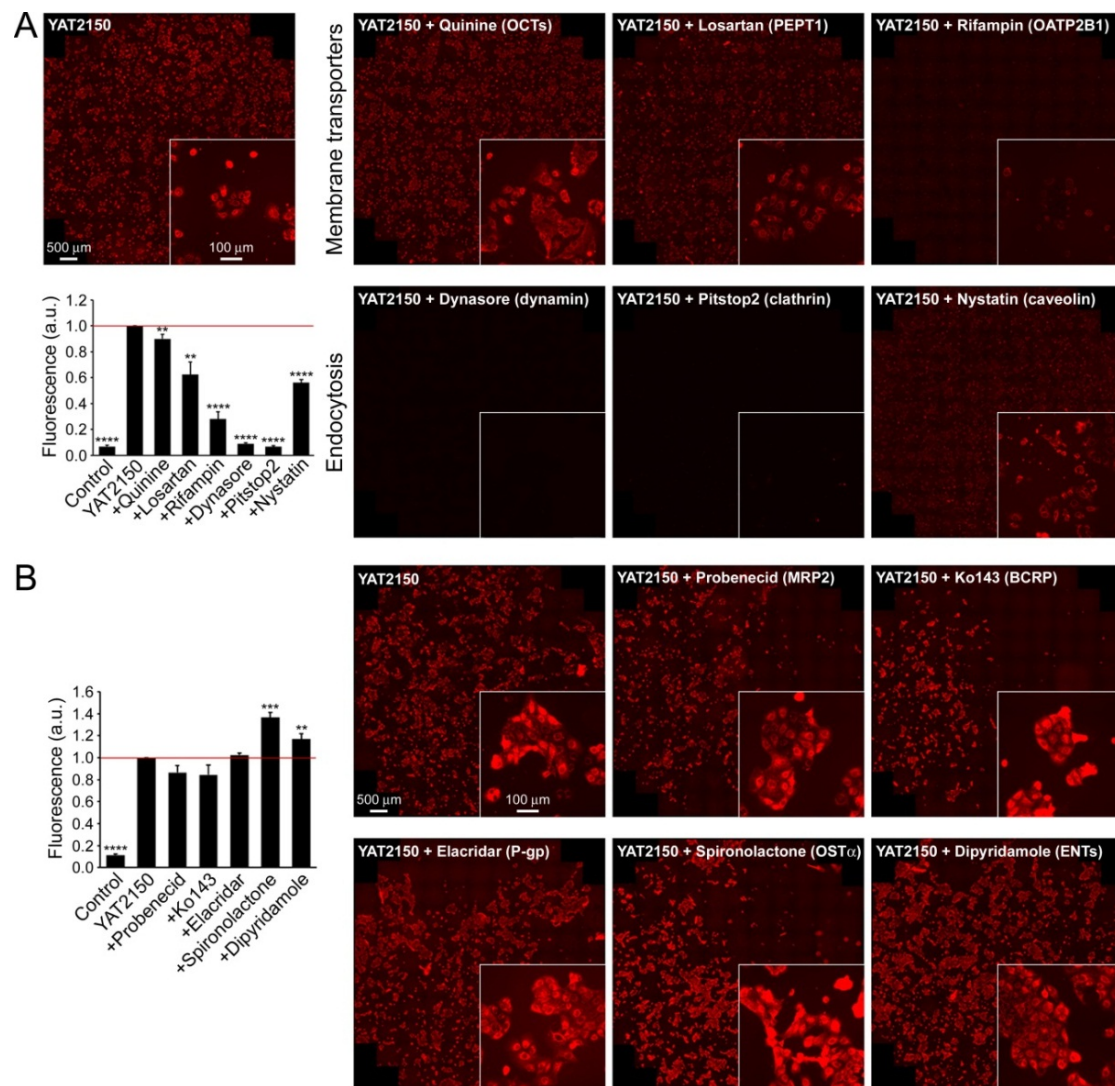 A
YAT2150
500 μm
100 μm
Membrane transporters
YAT2150 + Quinine (OCTs)
YAT2150 + Losartan (PEPT1)
YAT2150 + Rifampin (OATP2B1)
Fluorescence (a.u.)
1.2
1.0
0.8
0.6
0.4
0.2
0.0
****
**
**
****
****
****
****
Control
YAT2150
+Quinine
+Losartan
+Rifampin
+Dynasore
+Pitstop2
+Nystatin
Endocytosis
YAT2150 + Dynasore (dynamin)
YAT2150 + Pitstop2 (clathrin)
YAT2150 + Nystatin (caveolin)
B
Fluorescence (a.u.)
1.6
1.4
1.2
1.0
0.8
0.6
0.4
0.2
0.0
****
***
**
Control
YAT2150
+Probenecid
+Ko143
+Elacridar
+Spironolactone
+Dipyridamole
YAT2150
500 μm
100 μm
YAT2150 + Probenecid (MRP2)
YAT2150 + Ko143 (BCRP)
YAT2150 + Elacridar (P-gp)
YAT2150 + Spironolactone (OSTα)
YAT2150 + Dipyridamole (ENTs)